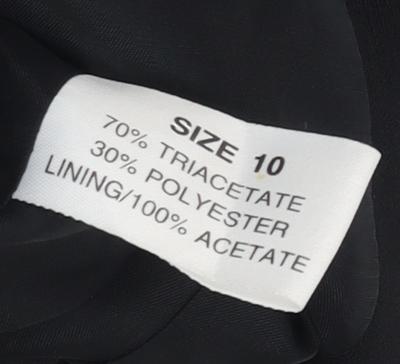 SIZE 10
70% TRIACETATE
30% POLYESTER
LINING/100% ACETATE